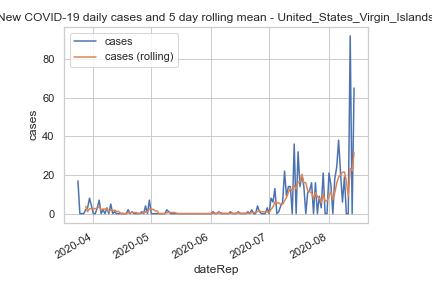 New COVID-19 daily cases and 5 day rolling mean - United_States_Virgin_Islands
cases
cases (rolling)
cases
80
60
40
20
0
2020-04
2020-05
2020-06
2020-07
2020-08
dateRep